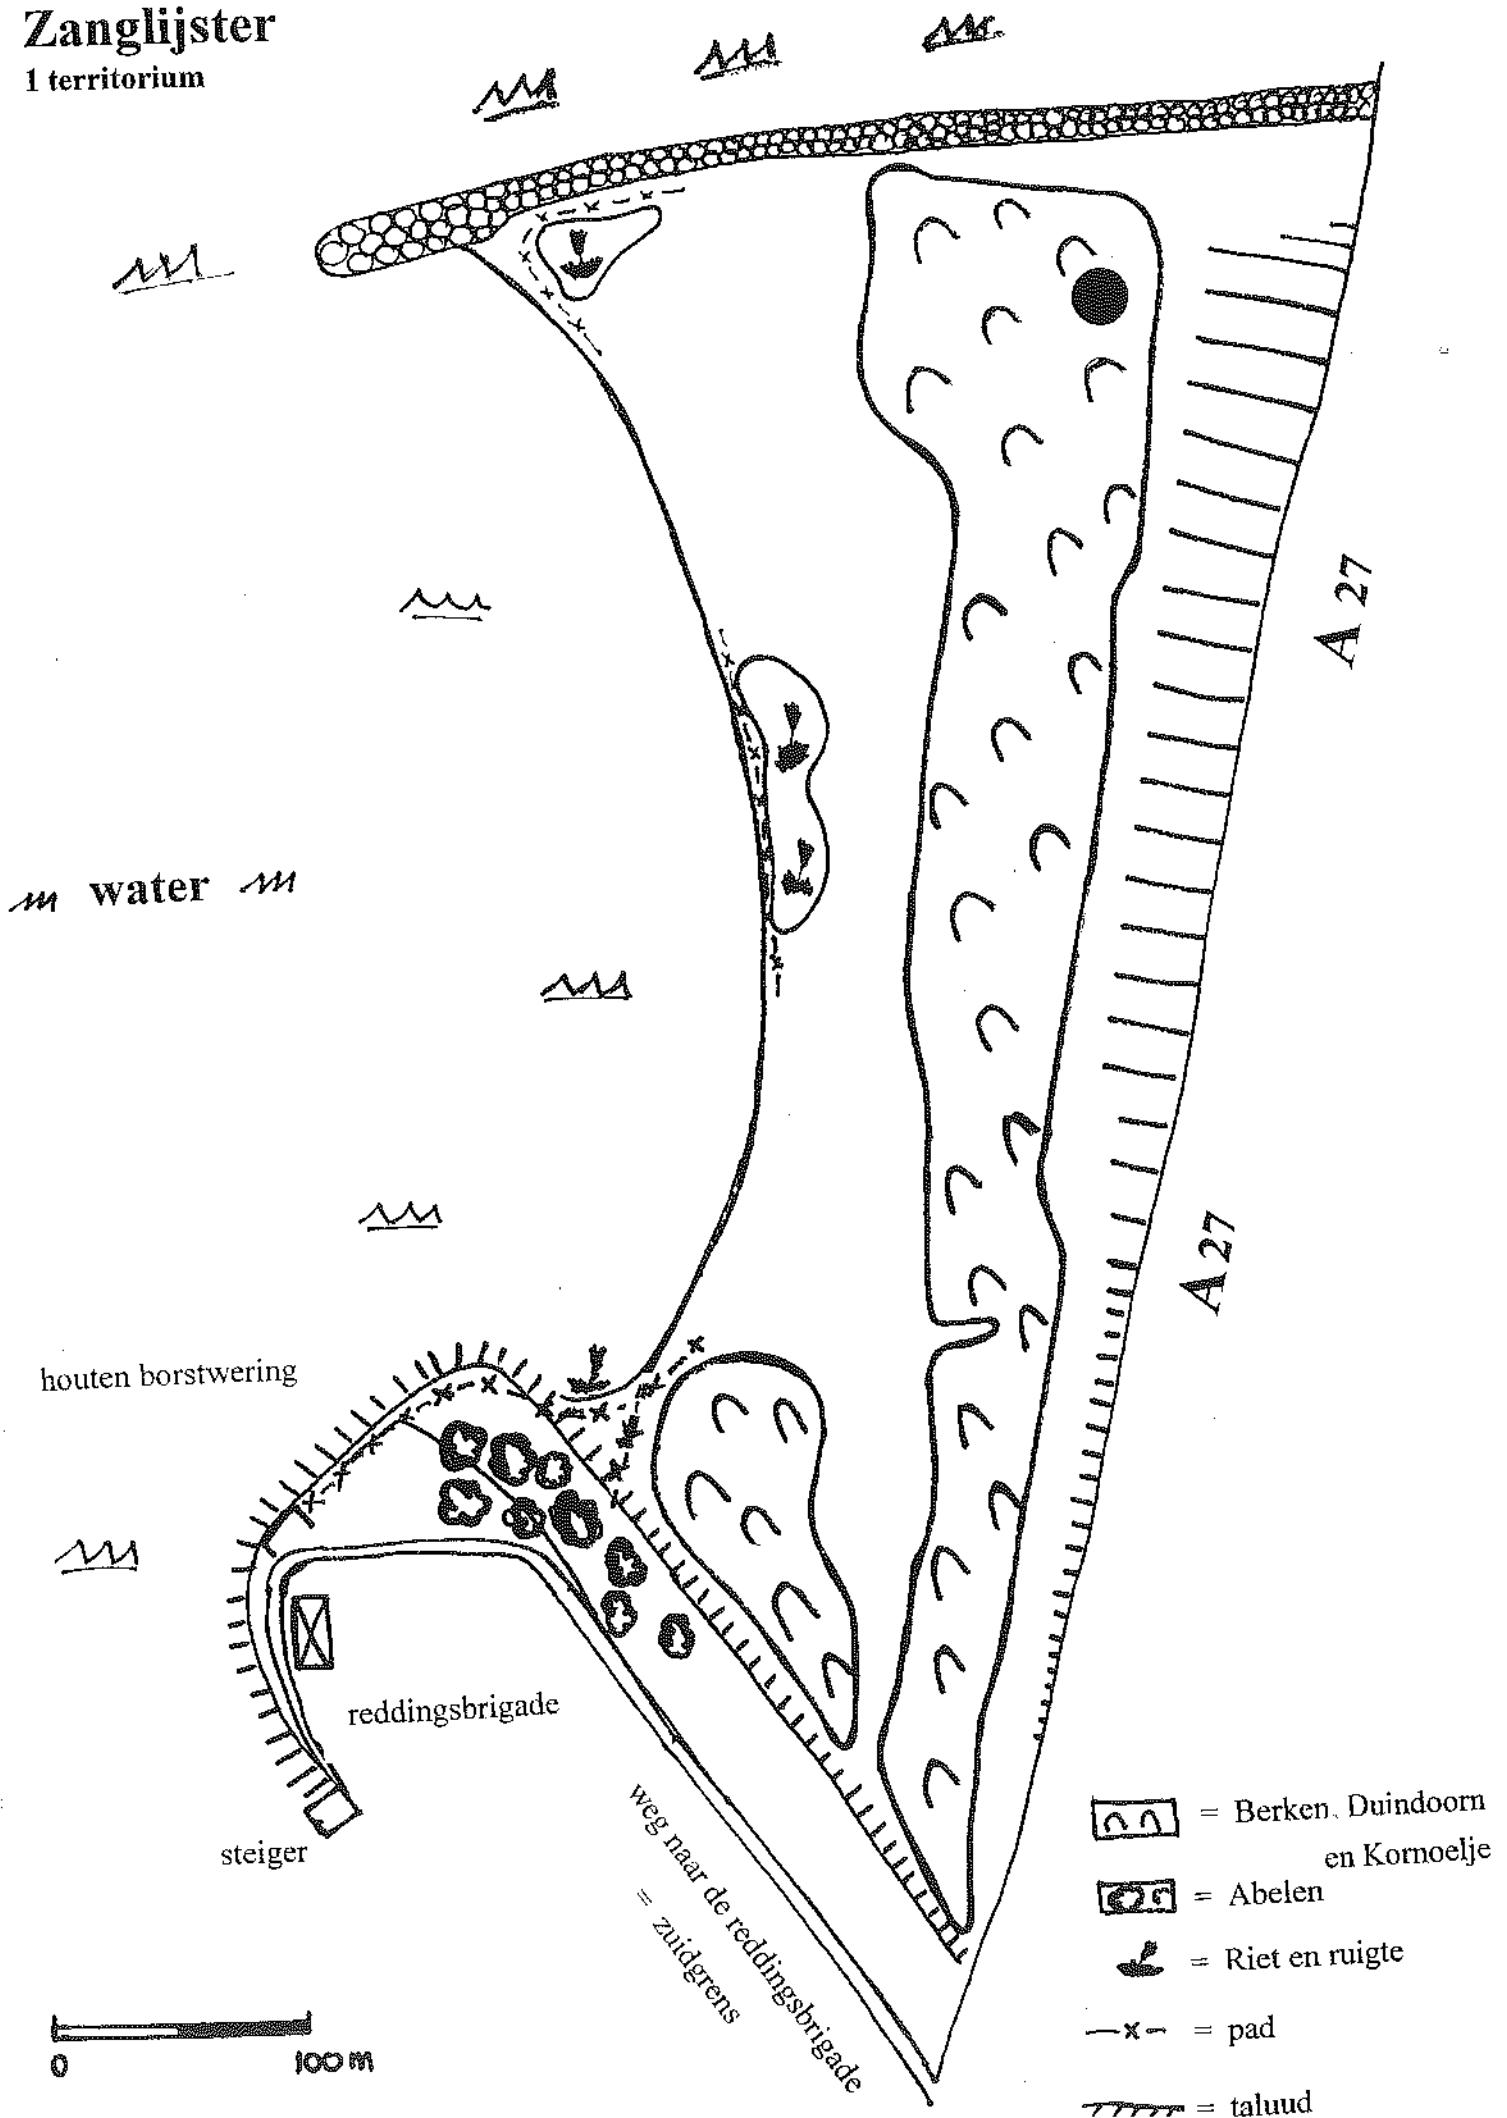 Zanglijster
1 territorium
A 27
water
A 27
houten borstwering
reddingsbrigade
steiger
weg naar de reddingsbrigade
= zuidgrens
= Berken, Duindoorn
en Kornoelje
= Abelen
= Riet en ruigte
= pad
= taluud
0 100 m